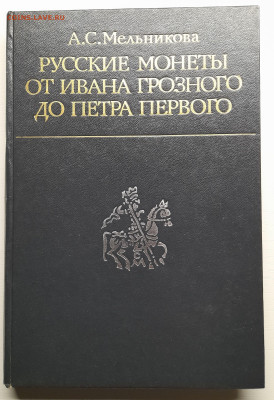 А.С.Мельникова
РУССКИЕ МОНЕТЫ
ОТ ИВАНА ГРОЗНОГО
ДО ПЕТРА ПЕРВОГО